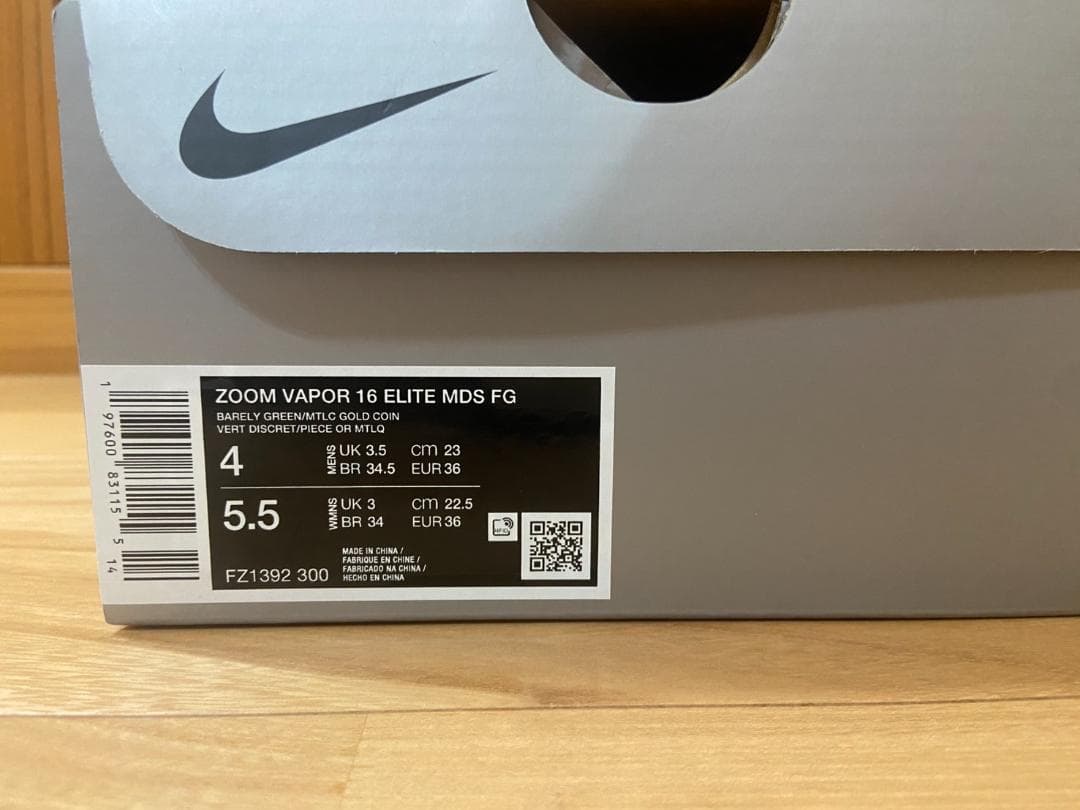 ZOOM VAPOR 16 ELITE MDS FG
BARELY GREEN/MTLC GOLD COIN
VERT DISCRET/PIECE OR MTLQ
4 MENS UK 3.5 cm 23
BR 34.5 EUR 36
5.5 WMNS UK 3 cm 22.5
BR 34 EUR 36
RFID
MADE IN CHINA /
FABRIQUE EN CHINE /
FABRICADO NA CHINA /
HECHO EN CHINA
FZ1392 300
1 97600 83115 5 14